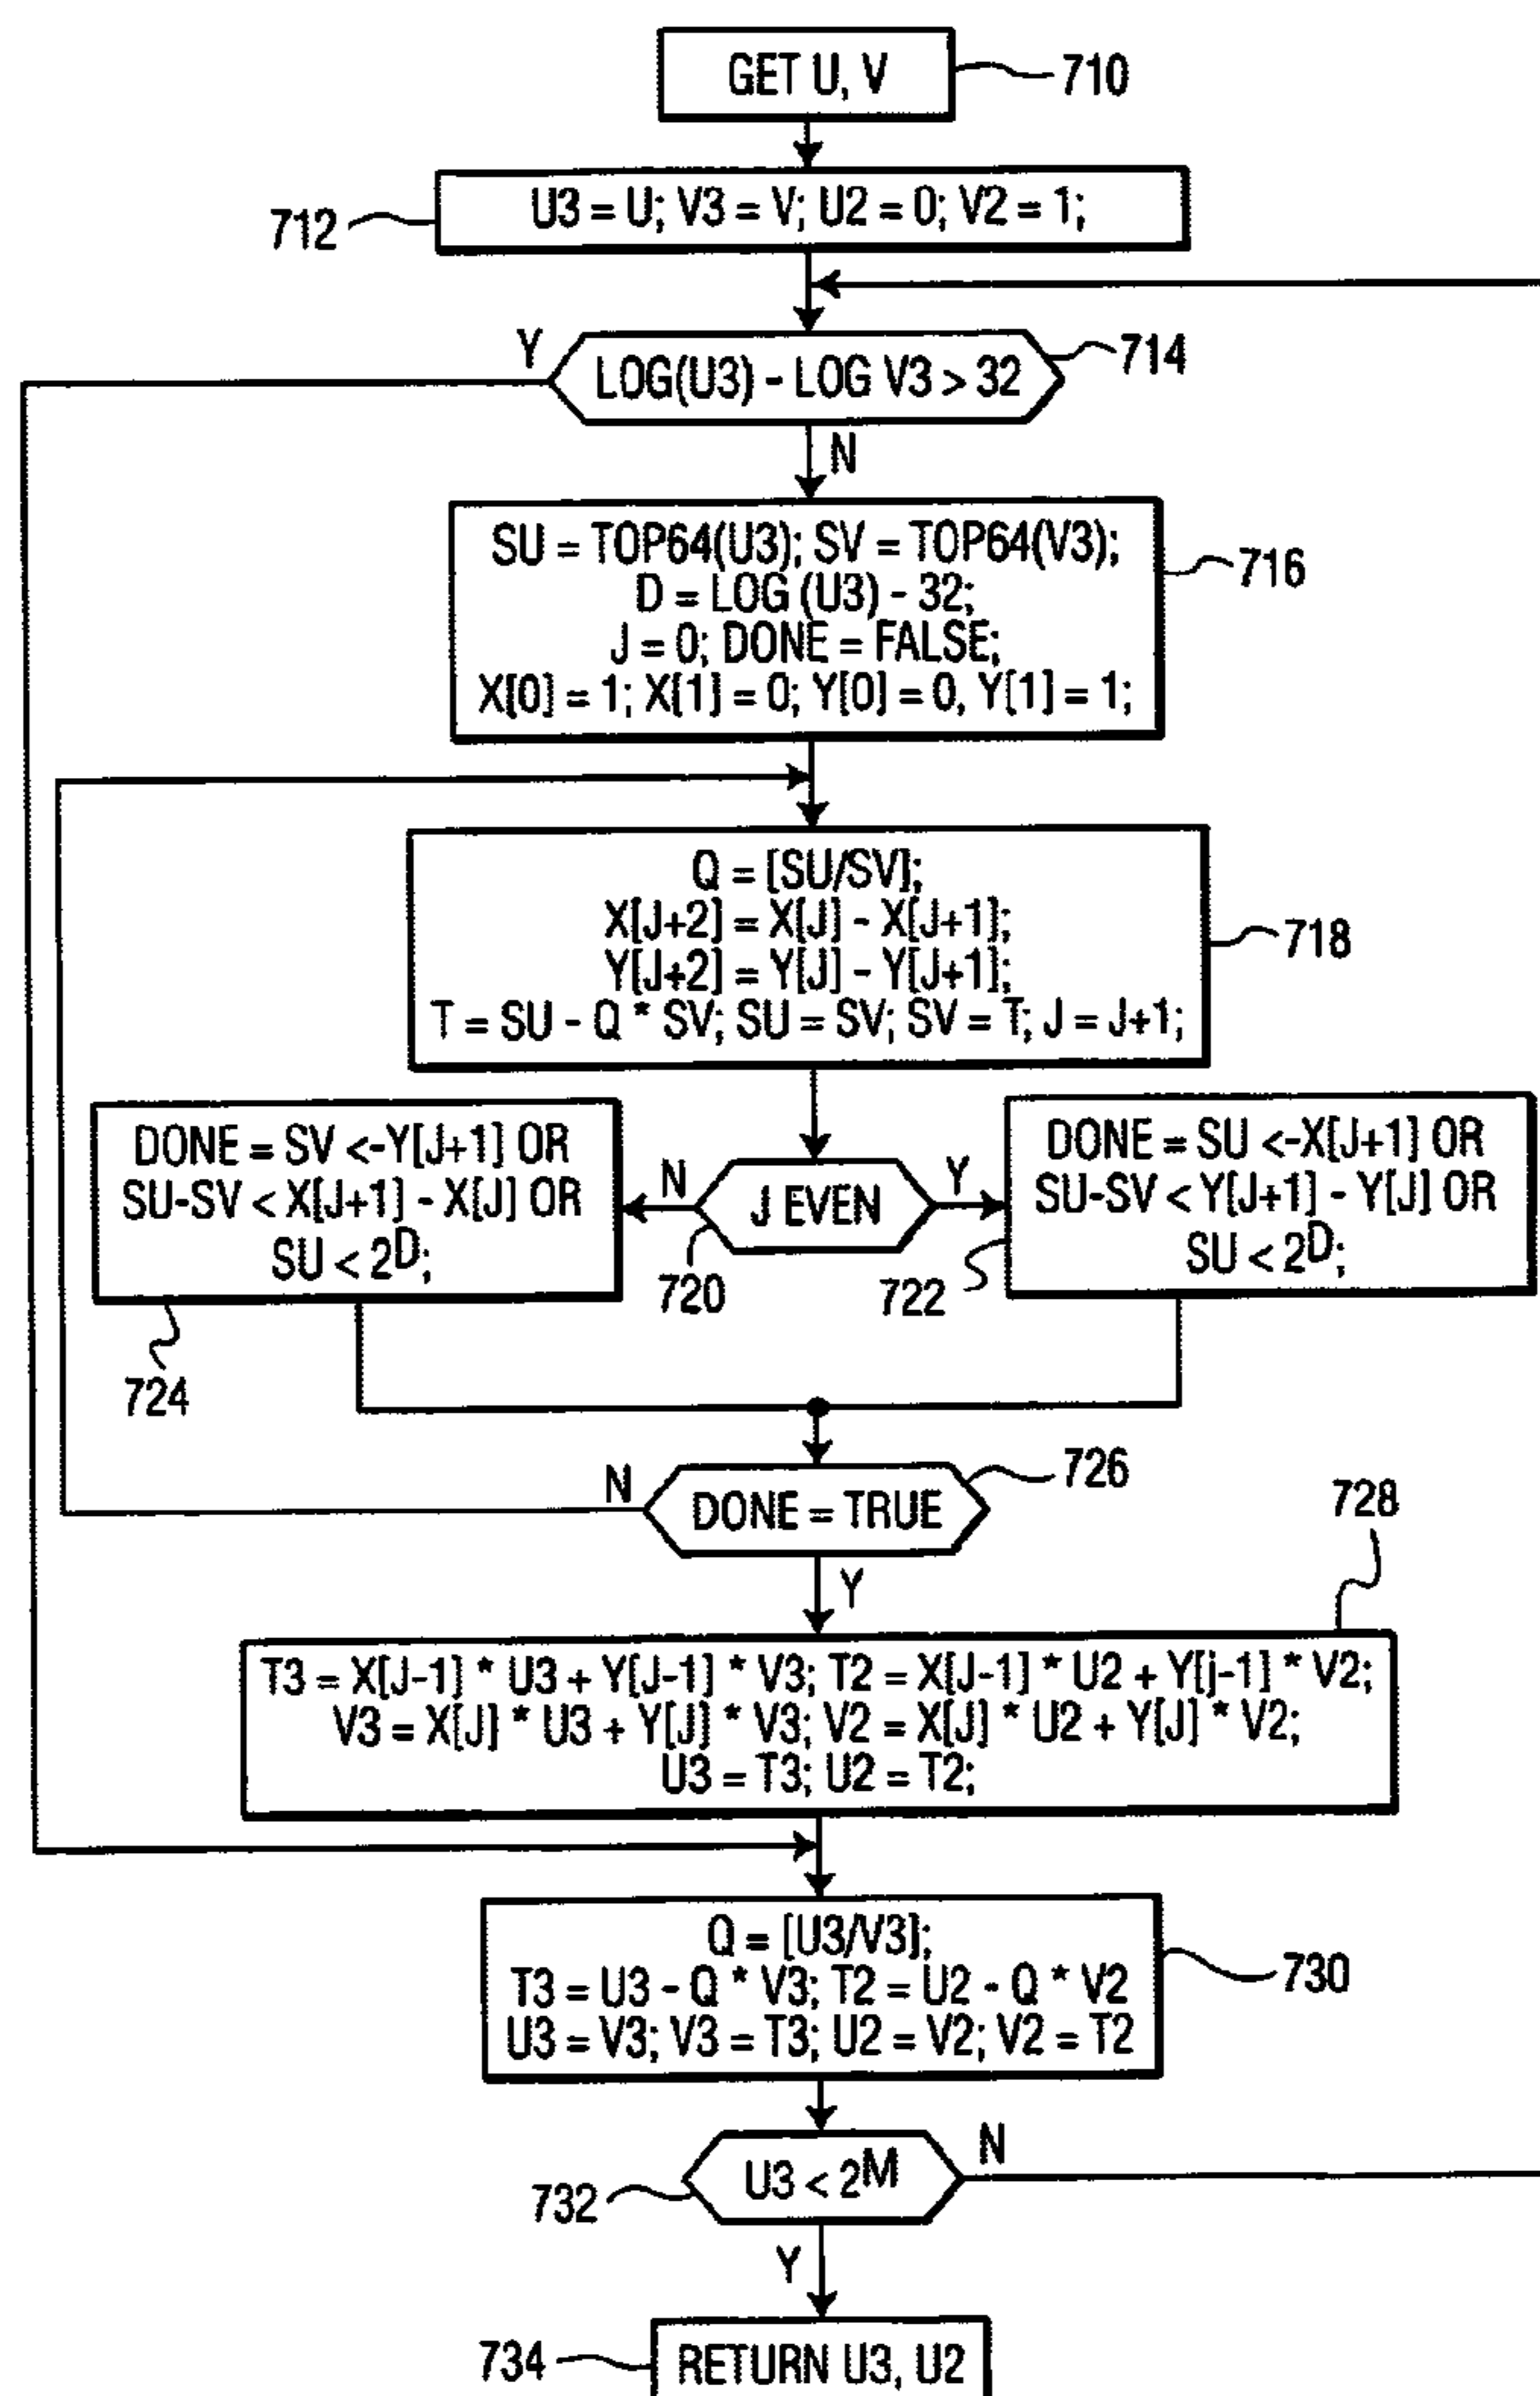 GET U, V
710
712
U3 = U; V3 = V; U2 = 0; V2 = 1;
Y
LOG(U3) - LOG V3 > 32
714
N
SU = TOP64(U3); SV = TOP64(V3);
D = LOG (U3) - 32;
J = 0; DONE = FALSE;
X[0] = 1; X[1] = 0; Y[0] = 0, Y[1] = 1;
716
Q = [SU/SV];
X[J+2] = X[J] - X[J+1];
Y[J+2] = Y[J] - Y[J+1];
T = SU - Q * SV; SU = SV; SV = T; J = J+1;
718
DONE = SV <-Y[J+1] OR
SU-SV < X[J+1] - X[J] OR
SU < 2^D;
724
N
J EVEN
Y
720
DONE = SU <-X[J+1] OR
SU-SV < Y[J+1] - Y[J] OR
SU < 2^D;
722
N
DONE = TRUE
726
Y
728
T3 = X[J-1] * U3 + Y[J-1] * V3; T2 = X[J-1] * U2 + Y[j-1] * V2;
V3 = X[J] * U3 + Y[J] * V3; V2 = X[J] * U2 + Y[J] * V2;
U3 = T3; U2 = T2;
Q = [U3/V3];
T3 = U3 - Q * V3; T2 = U2 - Q * V2
U3 = V3; V3 = T3; U2 = V2; V2 = T2
730
732
U3 < 2^M
N
Y
734
RETURN U3, U2